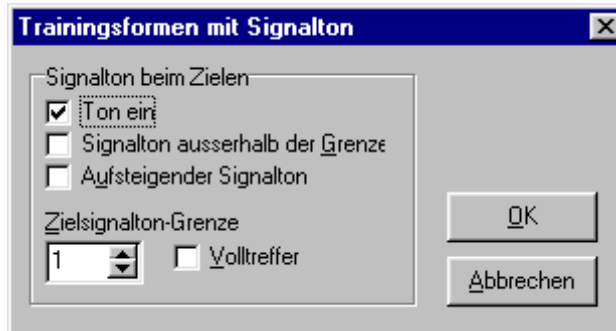 Trainingsformen mit Signalton
Signalton beim Zielen
Ton ein
Signalton ausserhalb der Grenze
Aufsteigender Signalton
Zielsignalton-Grenze
1
Volltreffer
OK
Abbrechen